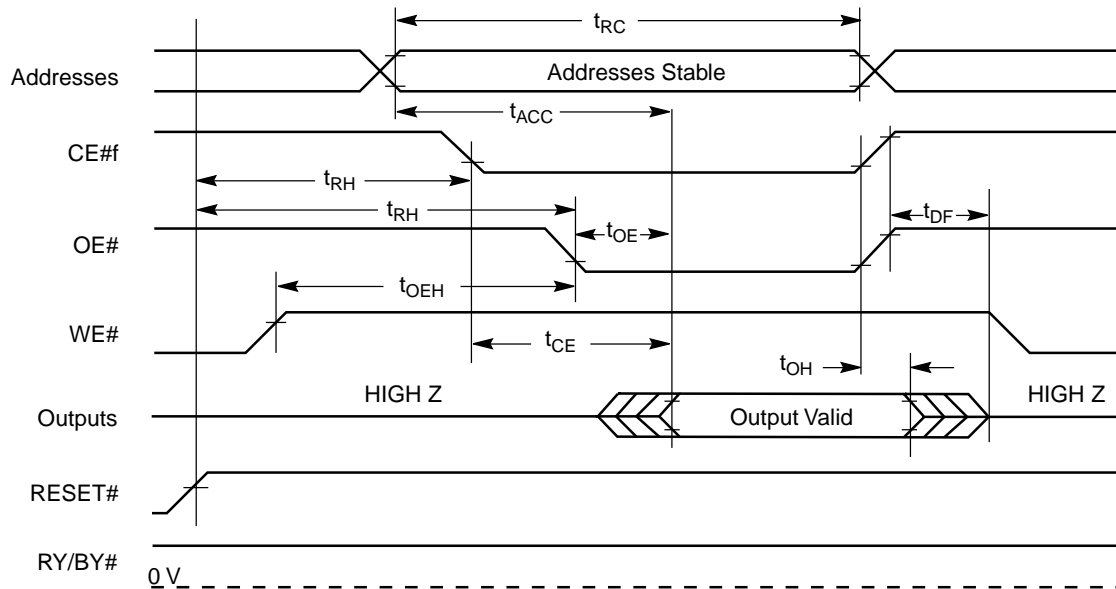 tRC
Addresses
Addresses Stable
tACC
CE#f
tRH
tRH
tDF
OE#
tOE
tOEH
WE#
tCE
tOH
HIGH Z
HIGH Z
Outputs
Output Valid
RESET#
RY/BY#
0 V